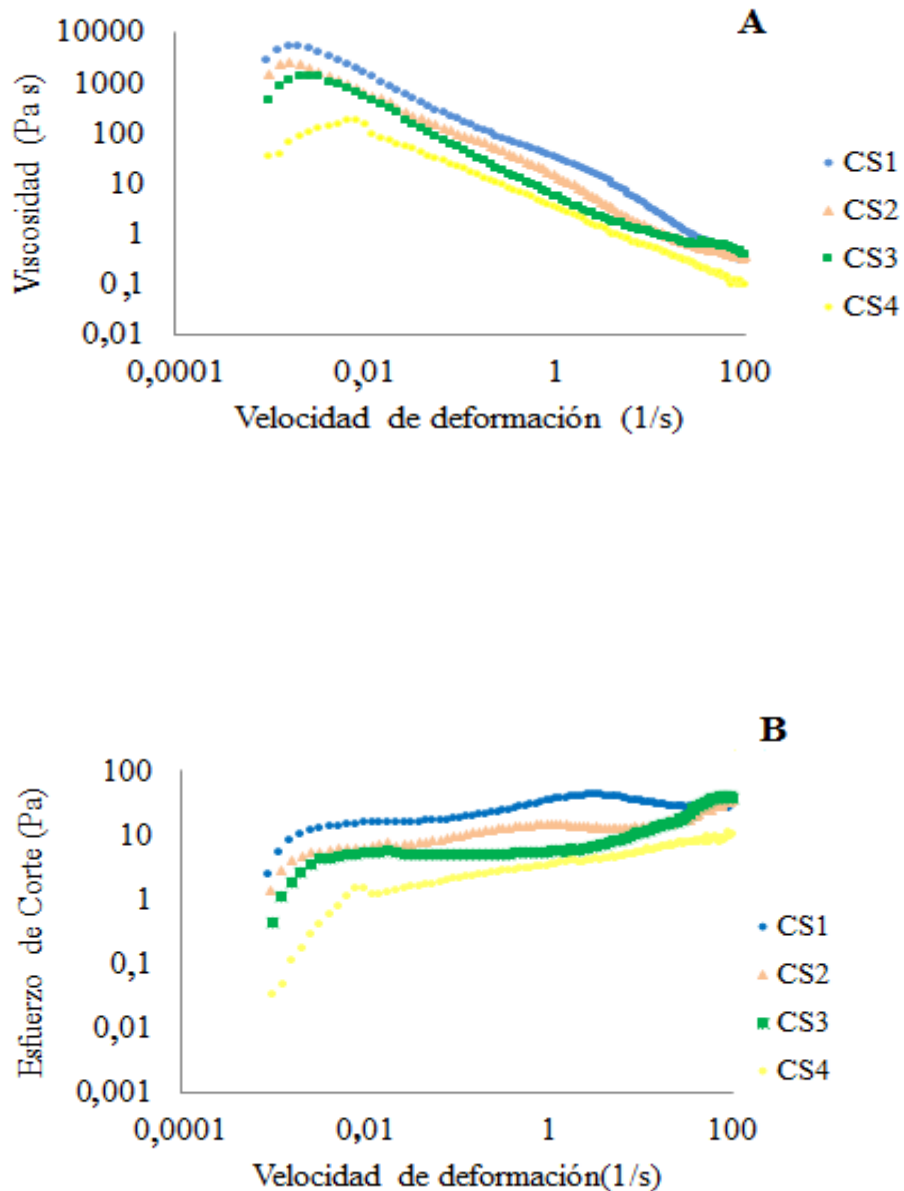 A
10000
1000
100
10
1
0,1
0,01
Viscosidad (Pa s)
0,0001
0,01
1
100
Velocidad de deformación (1/s)
CS1
CS2
CS3
CS4
B
100
10
1
0,1
0,01
0,001
Esfuerzo de Corte (Pa)
0,0001
0,01
1
100
Velocidad de deformación(1/s)
CS1
CS2
CS3
CS4